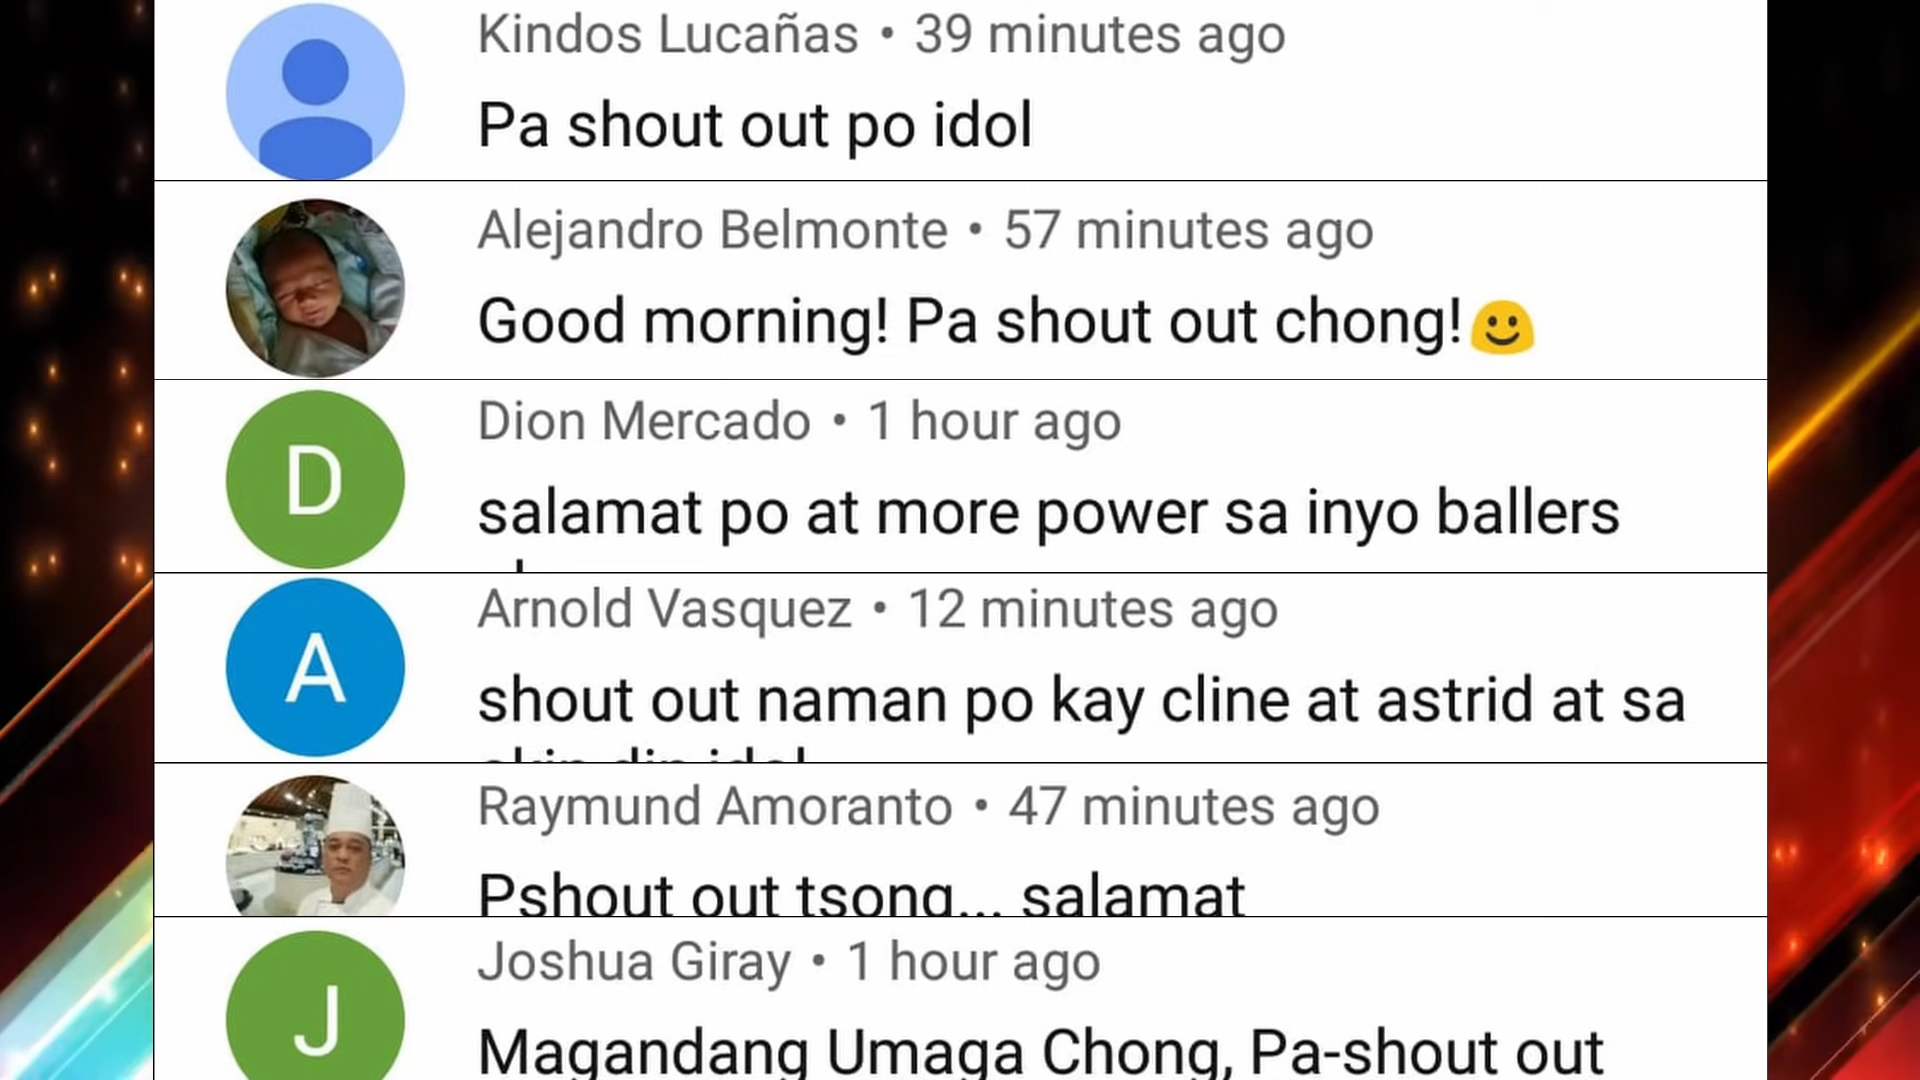 Kindos Lucañas • 39 minutes ago
Pa shout out po idol
Alejandro Belmonte • 57 minutes ago
Good morning! Pa shout out chong!🙂
D
Dion Mercado • 1 hour ago
salamat po at more power sa inyo ballers
A
Arnold Vasquez • 12 minutes ago
shout out naman po kay cline at astrid at sa
Raymund Amoranto • 47 minutes ago
Pshout out tsong... salamat
J
Joshua Giray • 1 hour ago
Magandang Umaga Chong, Pa-shout out